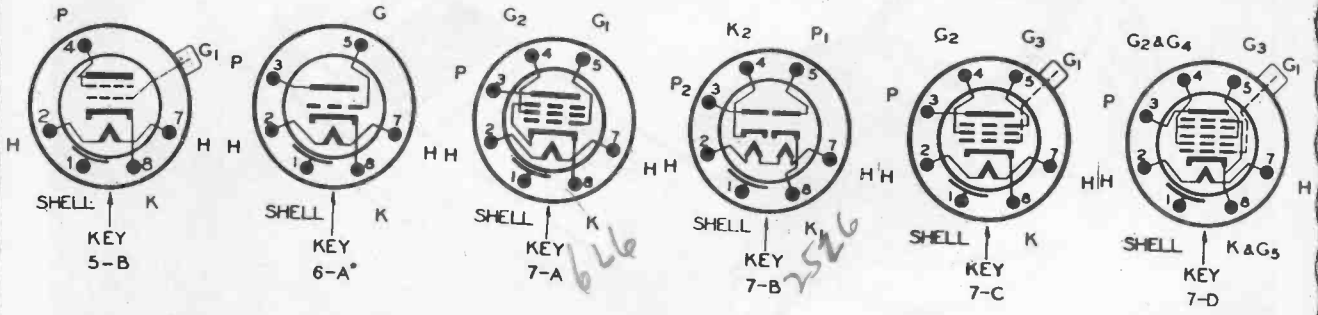 P
4
G1
2
7
H
H
1
8
SHELL
K
KEY
5-B
G
5
P
3
2
7
H
H
1
8
SHELL
K
KEY
6-A
G2
G1
4
5
P
3
2
7
H
H
1
8
SHELL
K
KEY
7-A
6L6
K2
P1
4
5
P2
3
2
7
H
H
1
8
SHELL
K1
KEY
7-B
25Z6
G2
G3
G1
4
5
P
3
2
7
H
H
1
8
SHELL
K
KEY
7-C
G2&G4
G3
G1
4
5
P
3
2
7
H
H
1
8
SHELL
K&G5
KEY
7-D